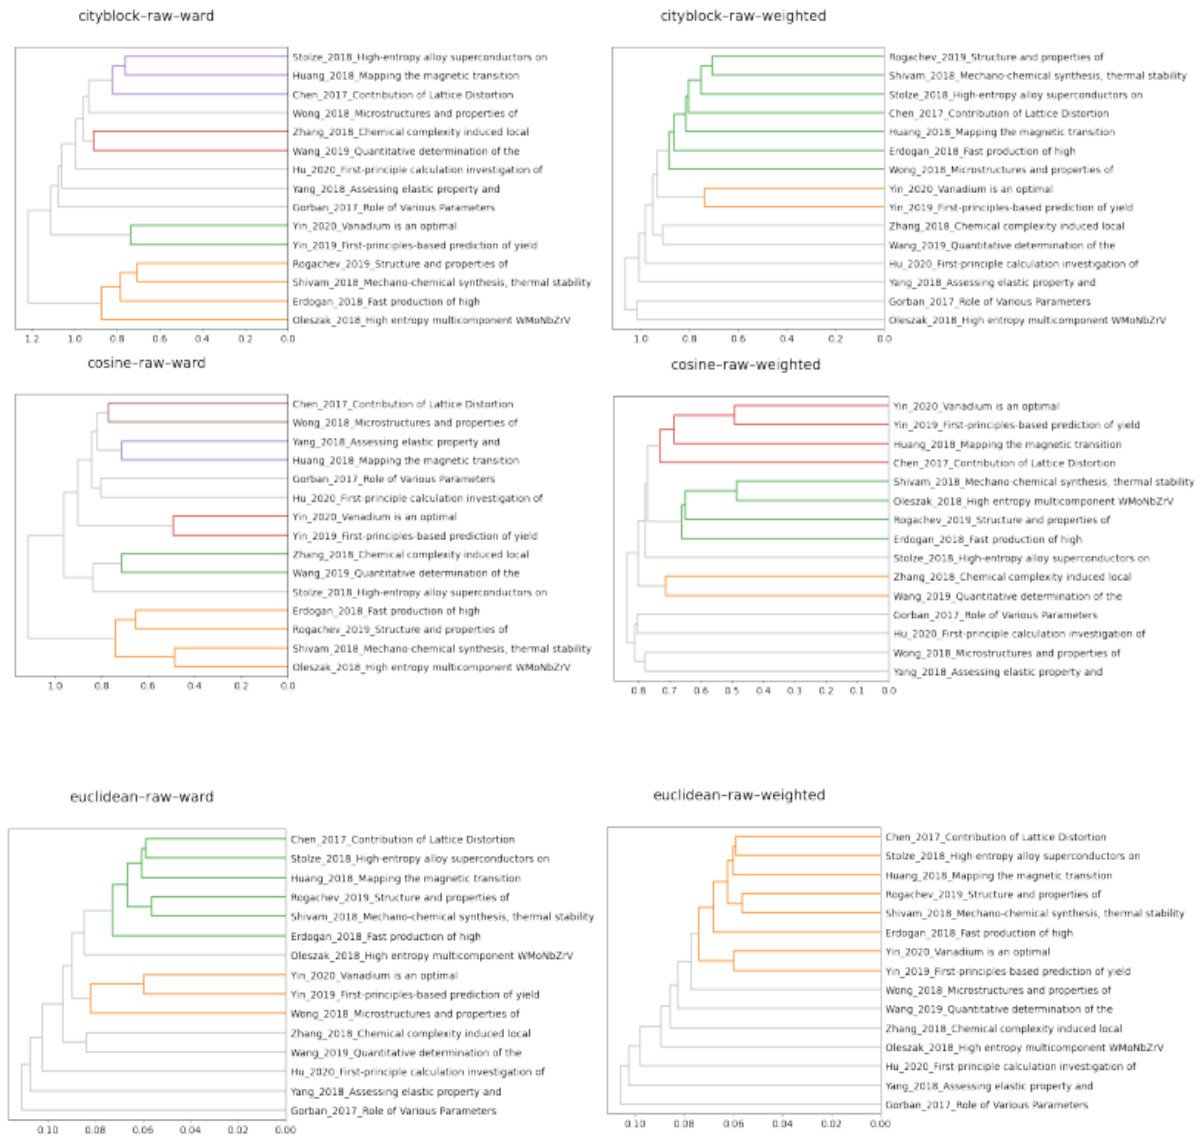 cityblock–raw–ward
Stolze_2018_High-entropy alloy superconductors on
Huang_2018_Mapping the magnetic transition
Chen_2017_Contribution of Lattice Distortion
Wong_2018_Microstructures and properties of
Zhang_2018_Chemical complexity induced local
Wang_2019_Quantitative determination of the
Hu_2020_First-principle calculation investigation of
Yang_2018_Assessing elastic property and
Gorban_2017_Role of Various Parameters
Yin_2020_Vanadium is an optimal
Yin_2019_First-principles-based prediction of yield
Rogachev_2019_Structure and properties of
Shivam_2018_Mechano-chemical synthesis, thermal stability
Erdogan_2018_Fast production of high
Oleszak_2018_High entropy multicomponent WMoNbZrV
1.2 1.0 0.8 0.6 0.4 0.2 0.0
cityblock–raw–weighted
Rogachev_2019_Structure and properties of
Shivam_2018_Mechano-chemical synthesis, thermal stability
Stolze_2018_High-entropy alloy superconductors on
Chen_2017_Contribution of Lattice Distortion
Huang_2018_Mapping the magnetic transition
Erdogan_2018_Fast production of high
Wong_2018_Microstructures and properties of
Yin_2020_Vanadium is an optimal
Yin_2019_First-principles-based prediction of yield
Zhang_2018_Chemical complexity induced local
Wang_2019_Quantitative determination of the
Hu_2020_First-principle calculation investigation of
Yang_2018_Assessing elastic property and
Gorban_2017_Role of Various Parameters
Oleszak_2018_High entropy multicomponent WMoNbZrV
1.0 0.8 0.6 0.4 0.2 0.0
cosine–raw–ward
Chen_2017_Contribution of Lattice Distortion
Wong_2018_Microstructures and properties of
Yang_2018_Assessing elastic property and
Huang_2018_Mapping the magnetic transition
Gorban_2017_Role of Various Parameters
Hu_2020_First-principle calculation investigation of
Yin_2020_Vanadium is an optimal
Yin_2019_First-principles-based prediction of yield
Zhang_2018_Chemical complexity induced local
Wang_2019_Quantitative determination of the
Stolze_2018_High-entropy alloy superconductors on
Erdogan_2018_Fast production of high
Rogachev_2019_Structure and properties of
Shivam_2018_Mechano-chemical synthesis, thermal stability
Oleszak_2018_High entropy multicomponent WMoNbZrV
1.0 0.8 0.6 0.4 0.2 0.0
cosine–raw–weighted
Yin_2020_Vanadium is an optimal
Yin_2019_First-principles-based prediction of yield
Huang_2018_Mapping the magnetic transition
Chen_2017_Contribution of Lattice Distortion
Shivam_2018_Mechano-chemical synthesis, thermal stability
Oleszak_2018_High entropy multicomponent WMoNbZrV
Rogachev_2019_Structure and properties of
Erdogan_2018_Fast production of high
Stolze_2018_High-entropy alloy superconductors on
Zhang_2018_Chemical complexity induced local
Wang_2019_Quantitative determination of the
Gorban_2017_Role of Various Parameters
Hu_2020_First-principle calculation investigation of
Wong_2018_Microstructures and properties of
Yang_2018_Assessing elastic property and
0.8 0.7 0.6 0.5 0.4 0.3 0.2 0.1 0.0
euclidean–raw–ward
Chen_2017_Contribution of Lattice Distortion
Stolze_2018_High-entropy alloy superconductors on
Huang_2018_Mapping the magnetic transition
Rogachev_2019_Structure and properties of
Shivam_2018_Mechano-chemical synthesis, thermal stability
Erdogan_2018_Fast production of high
Oleszak_2018_High entropy multicomponent WMoNbZrV
Yin_2020_Vanadium is an optimal
Yin_2019_First-principles-based prediction of yield
Wong_2018_Microstructures and properties of
Zhang_2018_Chemical complexity induced local
Wang_2019_Quantitative determination of the
Hu_2020_First-principle calculation investigation of
Yang_2018_Assessing elastic property and
Gorban_2017_Role of Various Parameters
0.10 0.08 0.06 0.04 0.02 0.00
euclidean–raw–weighted
Chen_2017_Contribution of Lattice Distortion
Stolze_2018_High-entropy alloy superconductors on
Huang_2018_Mapping the magnetic transition
Rogachev_2019_Structure and properties of
Shivam_2018_Mechano-chemical synthesis, thermal stability
Erdogan_2018_Fast production of high
Yin_2020_Vanadium is an optimal
Yin_2019_First-principles-based prediction of yield
Wong_2018_Microstructures and properties of
Wang_2019_Quantitative determination of the
Zhang_2018_Chemical complexity induced local
Oleszak_2018_High entropy multicomponent WMoNbZrV
Hu_2020_First-principle calculation investigation of
Yang_2018_Assessing elastic property and
Gorban_2017_Role of Various Parameters
0.10 0.08 0.06 0.04 0.02 0.00